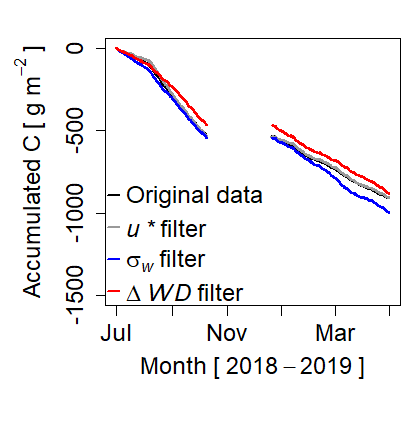 Accumulated C [ g m⁻² ]
0
-500
-1000
-1500
Original data
u * filter
σw filter
Δ WD filter
Jul Nov Mar
Month [ 2018 – 2019 ]